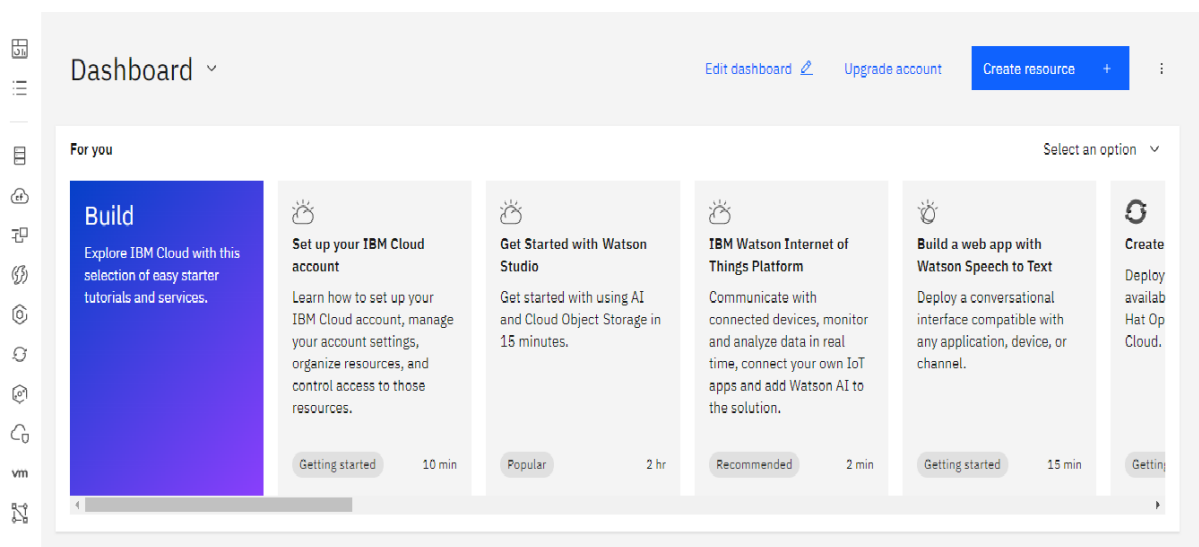 Dashboard
Edit dashboard
Upgrade account
Create resource +
For you
Select an option
Build
Explore IBM Cloud with this
selection of easy starter
tutorials and services.
Set up your IBM Cloud
account
Learn how to set up your
IBM Cloud account, manage
your account settings,
organize resources, and
control access to those
resources.
Getting started
10 min
Get Started with Watson
Studio
Get started with using AI
and Cloud Object Storage in
15 minutes.
Popular
2 hr
IBM Watson Internet of
Things Platform
Communicate with
connected devices, monitor
and analyze data in real
time, connect your own IoT
apps and add Watson AI to
the solution.
Recommended
2 min
Build a web app with
Watson Speech to Text
Deploy a conversational
interface compatible with
any application, device, or
channel.
Getting started
15 min
Create
Deploy
availab
Hat Op
Cloud.
Getting
cf
vm